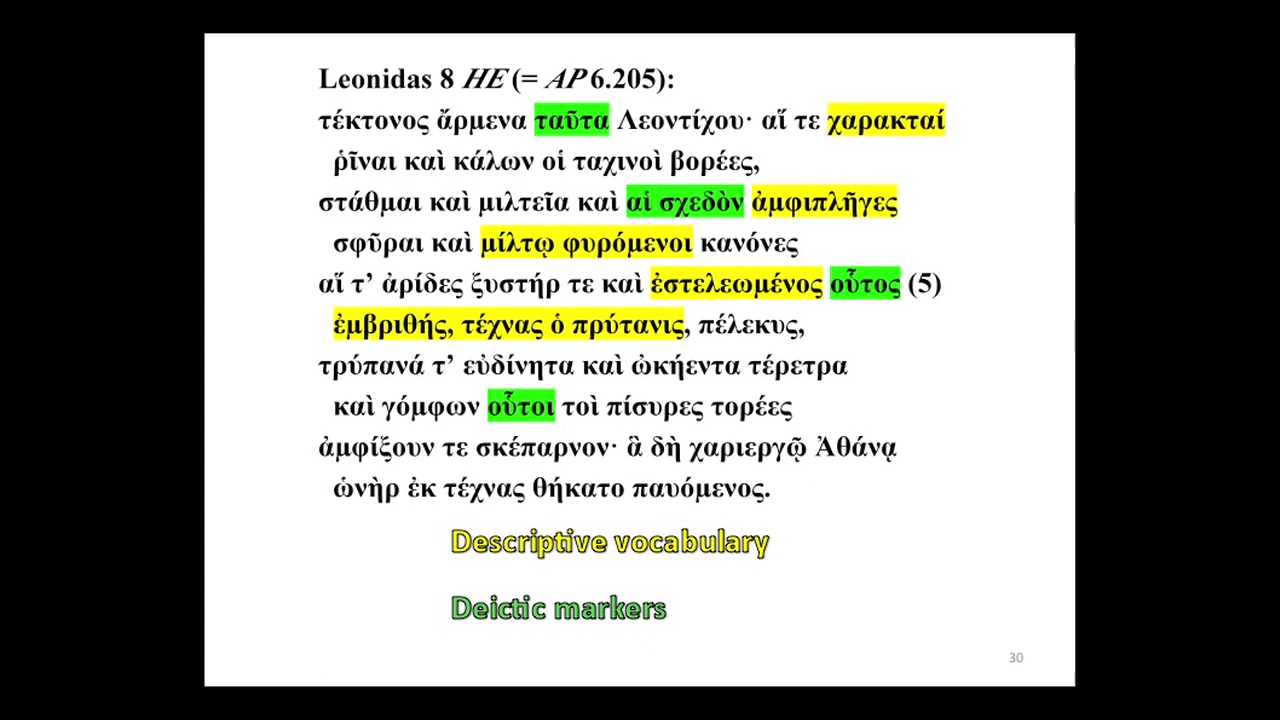 Leonidas 8 HE (= AP 6.205):
τέκτονος ἄρμενα ταῦτα Λεοντίχου· αἵ τε χαρακταί
ῥῖναι καὶ κάλων οἱ ταχινοὶ βορέες,
στάθμαι καὶ μιλτεῖα καὶ αἱ σχεδὸν ἀμφιπλῆγες
σφῦραι καὶ μίλτῳ φυρόμενοι κανόνες
αἵ τ’ ἀρίδες ξυστήρ τε καὶ ἐστελεωμένος οὗτος (5)
ἐμβριθής, τέχνας ὁ πρύτανις, πέλεκυς,
τρύπανά τ’ εὐδίνητα καὶ ὠκήεντα τέρετρα
καὶ γόμφων οὗτοι τοὶ πίσυρες τορέες
ἀμφίξουν τε σκέπαρνον· ἃ δὴ χαριεργῷ Ἀθάνᾳ
ὡνὴρ ἐκ τέχνας θήκατο παυόμενος.
Descriptive vocabulary
Deictic markers
30